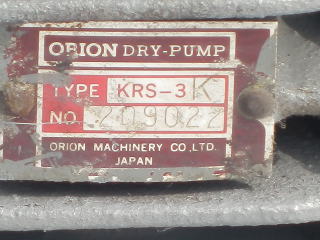 ORION DRY-PUMP
TYPE KRS-3K
NO. 209022
ORION MACHINERY CO.,LTD.
JAPAN